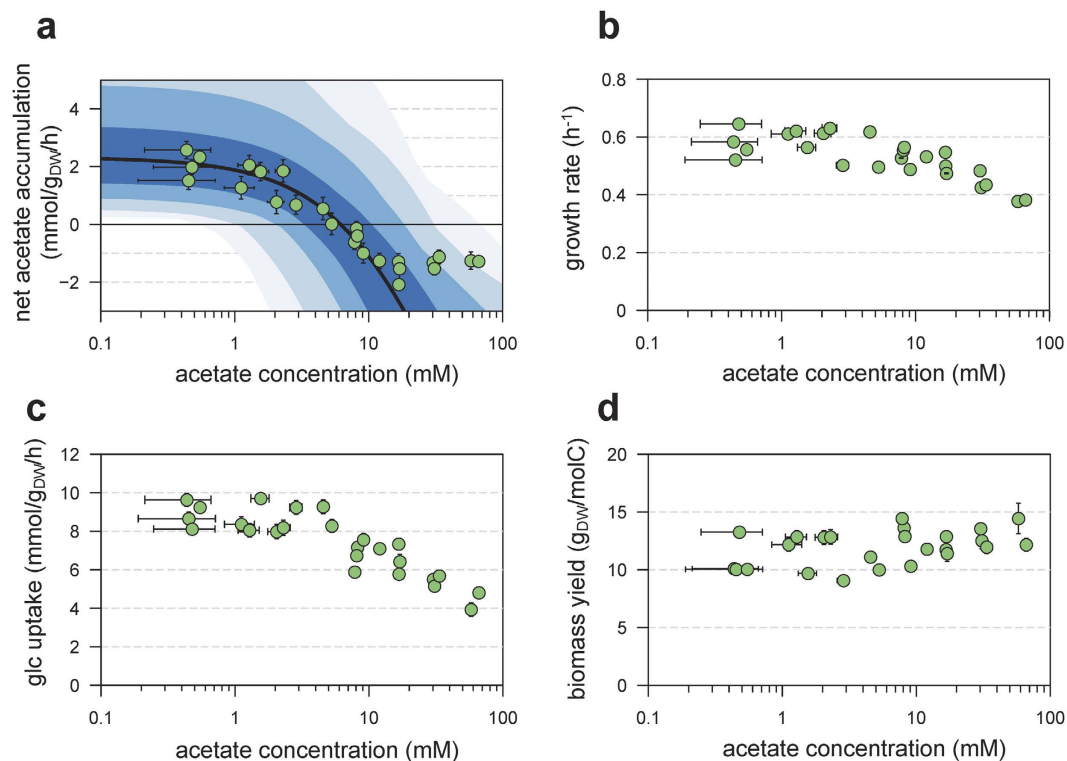 a
net acetate accumulation
(mmol/gDW/h)
4
2
0
−2
0.1
1
10
100
acetate concentration (mM)
b
growth rate (h-1)
0.8
0.6
0.4
0.2
0
0.1
1
10
100
acetate concentration (mM)
c
glc uptake (mmol/gDW/h)
12
10
8
6
4
2
0
0.1
1
10
100
acetate concentration (mM)
d
biomass yield (gDW/molC)
20
15
10
5
0
0.1
1
10
100
acetate concentration (mM)